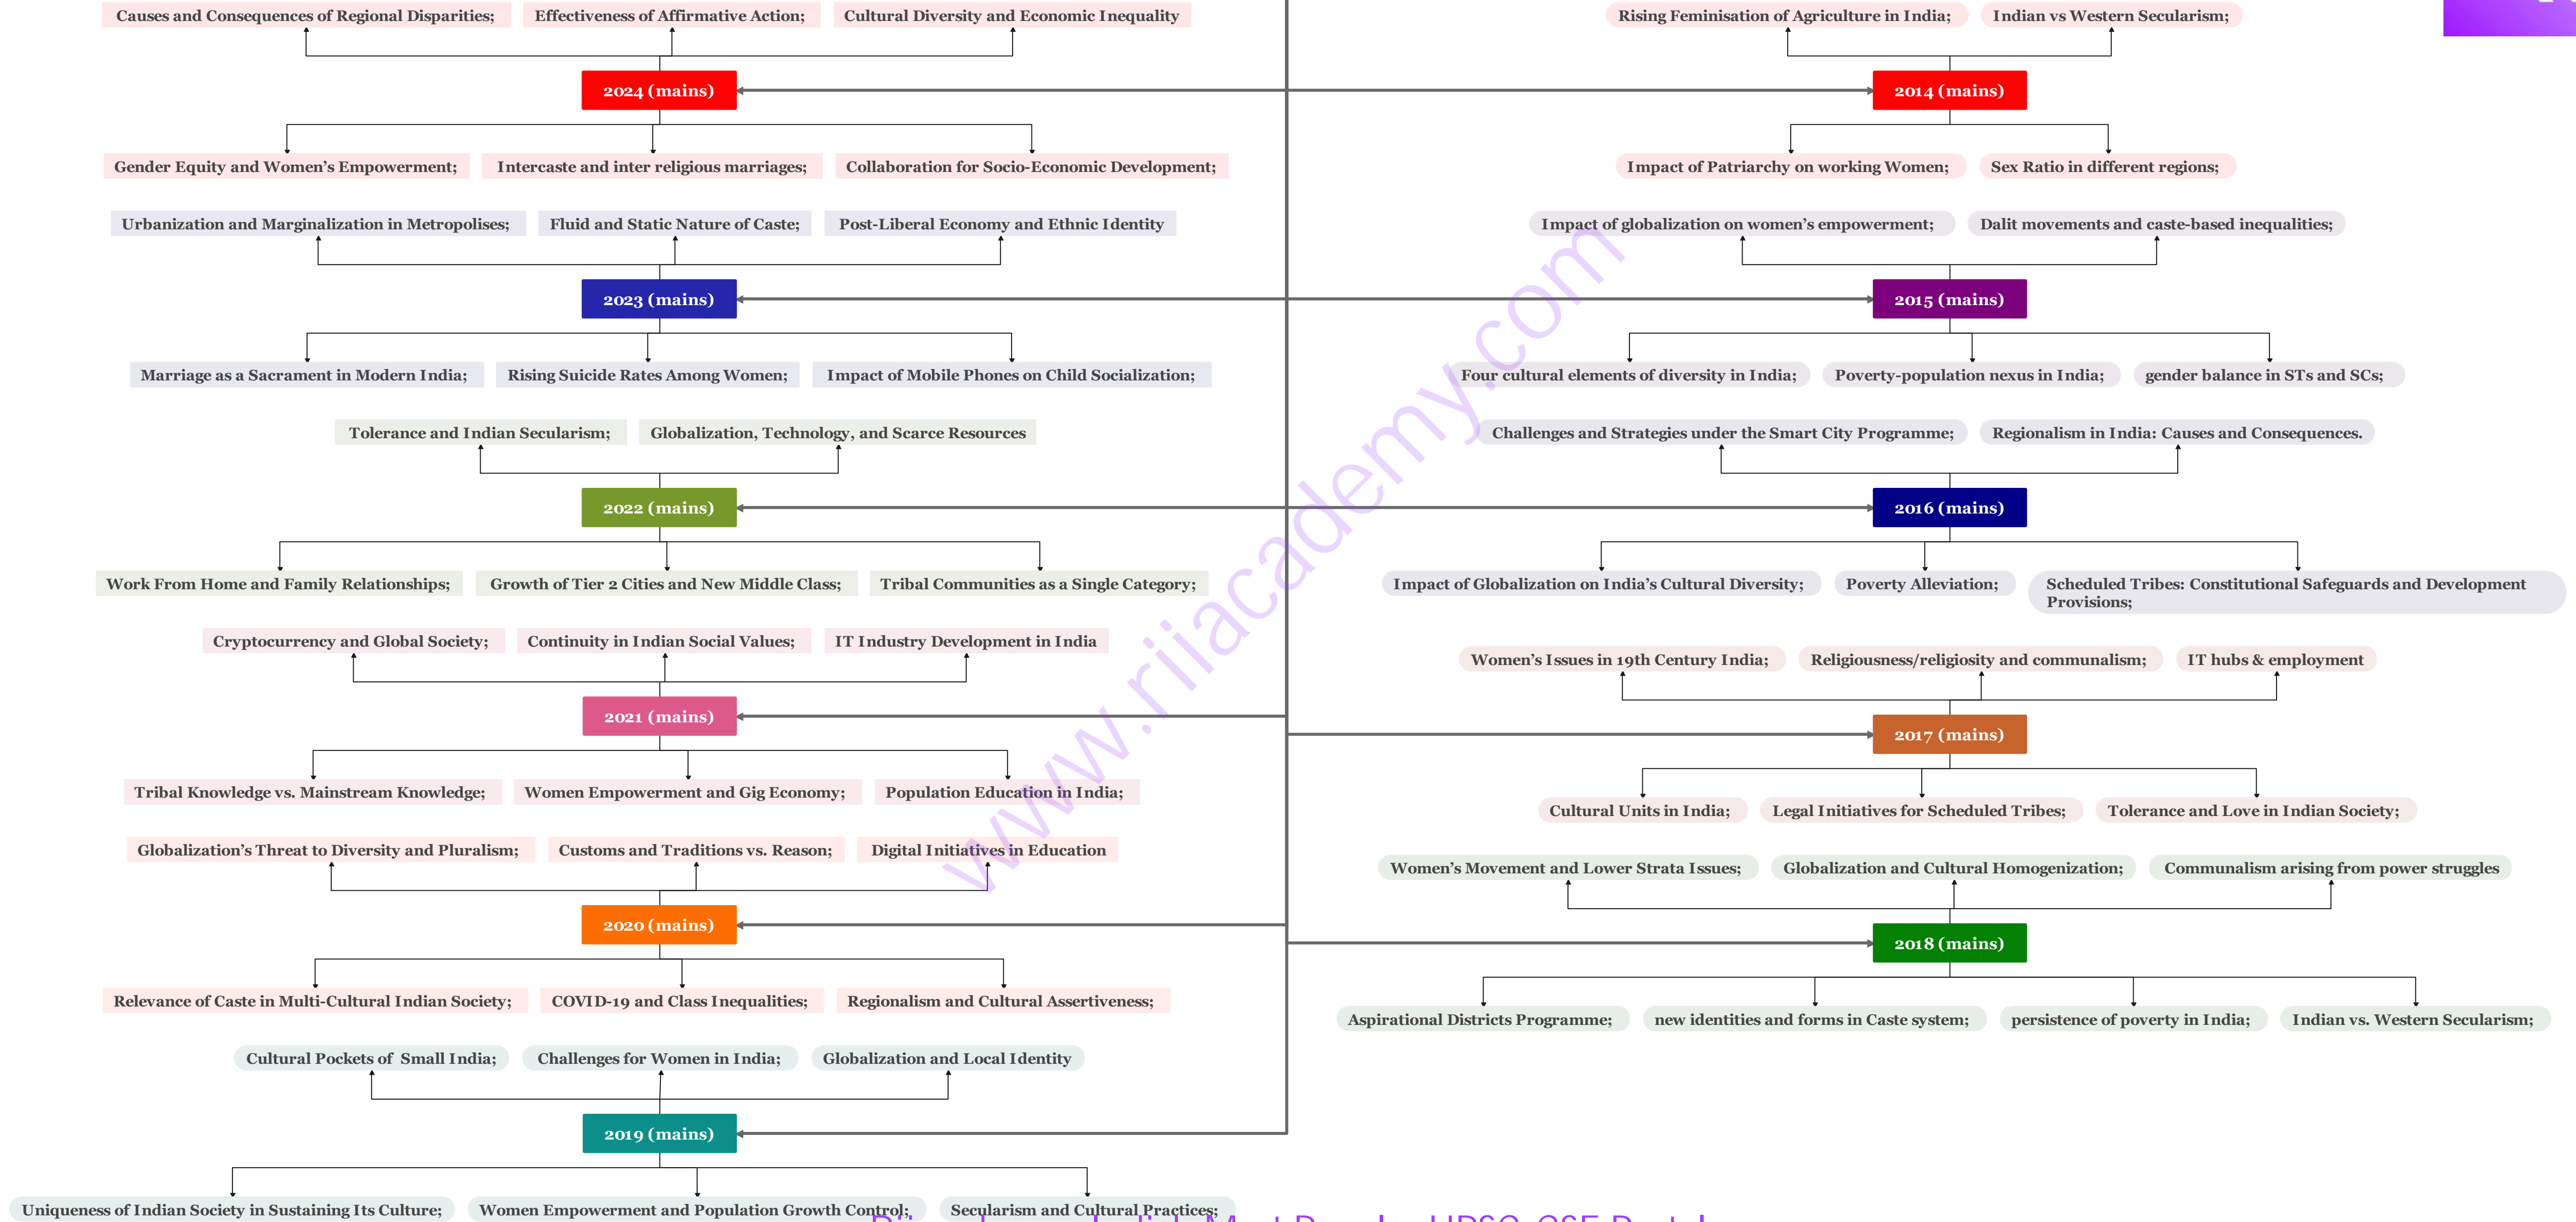 Causes and Consequences of Regional Disparities;
Effectiveness of Affirmative Action;
Cultural Diversity and Economic Inequality
2024 (mains)
Gender Equity and Women's Empowerment;
Intercaste and inter religious marriages;
Collaboration for Socio-Economic Development;
Urbanization and Marginalization in Metropolises;
Fluid and Static Nature of Caste;
Post-Liberal Economy and Ethnic Identity
2023 (mains)
Marriage as a Sacrament in Modern India;
Rising Suicide Rates Among Women;
Impact of Mobile Phones on Child Socialization;
Tolerance and Indian Secularism;
Globalization, Technology, and Scarce Resources
2022 (mains)
Work From Home and Family Relationships;
Growth of Tier 2 Cities and New Middle Class;
Tribal Communities as a Single Category;
Cryptocurrency and Global Society;
Continuity in Indian Social Values;
IT Industry Development in India
2021 (mains)
Tribal Knowledge vs. Mainstream Knowledge;
Women Empowerment and Gig Economy;
Population Education in India;
Globalization's Threat to Diversity and Pluralism;
Customs and Traditions vs. Reason;
Digital Initiatives in Education
2020 (mains)
Relevance of Caste in Multi-Cultural Indian Society;
COVID-19 and Class Inequalities;
Regionalism and Cultural Assertiveness;
Cultural Pockets of Small India;
Challenges for Women in India;
Globalization and Local Identity
2019 (mains)
Uniqueness of Indian Society in Sustaining Its Culture;
Women Empowerment and Population Growth Control;
Secularism and Cultural Practices;
Rising Feminisation of Agriculture in India;
Indian vs Western Secularism;
2014 (mains)
Impact of Patriarchy on working Women;
Sex Ratio in different regions;
Impact of globalization on women's empowerment;
Dalit movements and caste-based inequalities;
2015 (mains)
Four cultural elements of diversity in India;
Poverty-population nexus in India;
gender balance in STs and SCs;
Challenges and Strategies under the Smart City Programme;
Regionalism in India: Causes and Consequences.
2016 (mains)
Impact of Globalization on India's Cultural Diversity;
Poverty Alleviation;
Scheduled Tribes: Constitutional Safeguards and Development
Provisions;
Women's Issues in 19th Century India;
Religiousness/religiosity and communalism;
IT hubs & employment
2017 (mains)
Cultural Units in India;
Legal Initiatives for Scheduled Tribes;
Tolerance and Love in Indian Society;
Women's Movement and Lower Strata Issues;
Globalization and Cultural Homogenization;
Communalism arising from power struggles
2018 (mains)
Aspirational Districts Programme;
new identities and forms in Caste system;
persistence of poverty in India;
Indian vs. Western Secularism;
www.riiacademy.com